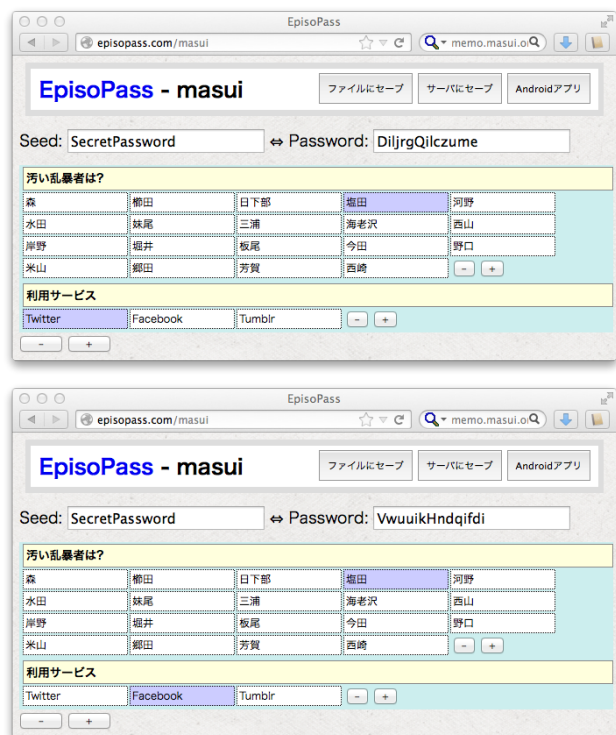 EpisoPass
episopass.com/masui
memo.masui.o
EpisoPass - masui
ファイルにセーブ サーバにセーブ Androidアプリ
Seed: SecretPassword ⇔ Password: DiljrgQilczume
汚い乱暴者は?
森 櫛田 日下部 塩田 河野
水田 妹尾 三浦 海老沢 西山
岸野 堀井 板尾 今田 野口
米山 郷田 芳賀 西崎 - +
利用サービス
Twitter Facebook Tumblr - +
- +
EpisoPass
episopass.com/masui
memo.masui.o
EpisoPass - masui
ファイルにセーブ サーバにセーブ Androidアプリ
Seed: SecretPassword ⇔ Password: VwuuikHndqifdi
汚い乱暴者は?
森 櫛田 日下部 塩田 河野
水田 妹尾 三浦 海老沢 西山
岸野 堀井 板尾 今田 野口
米山 郷田 芳賀 西崎 - +
利用サービス
Twitter Facebook Tumblr - +
- +